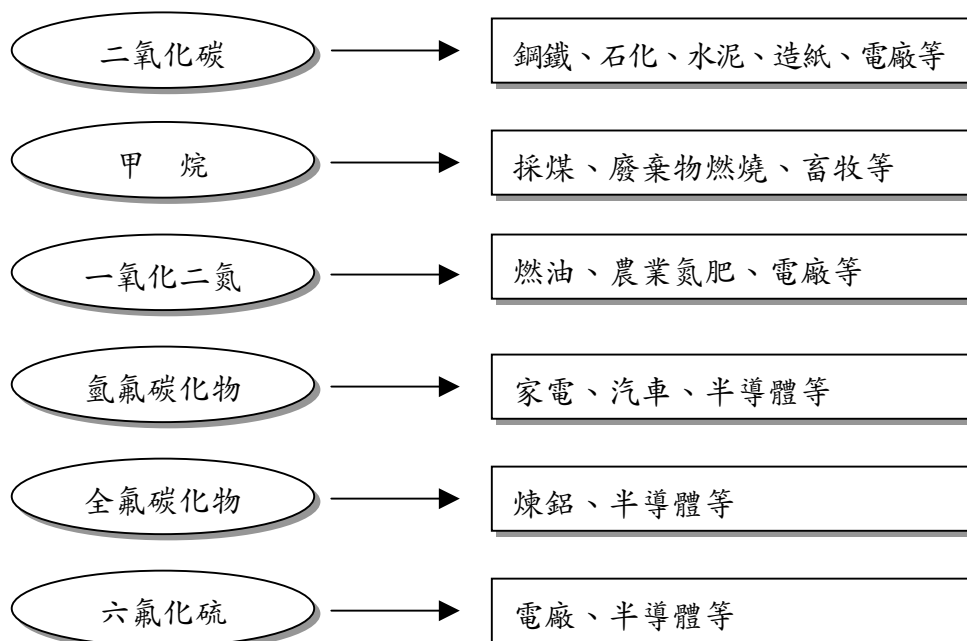 二氧化碳 鋼鐵、石化、水泥、造紙、電廠等
甲 烷 採煤、廢棄物燃燒、畜牧等
一氧化二氮 燃油、農業氮肥、電廠等
氫氟碳化物 家電、汽車、半導體等
全氟碳化物 煉鋁、半導體等
六氟化硫 電廠、半導體等